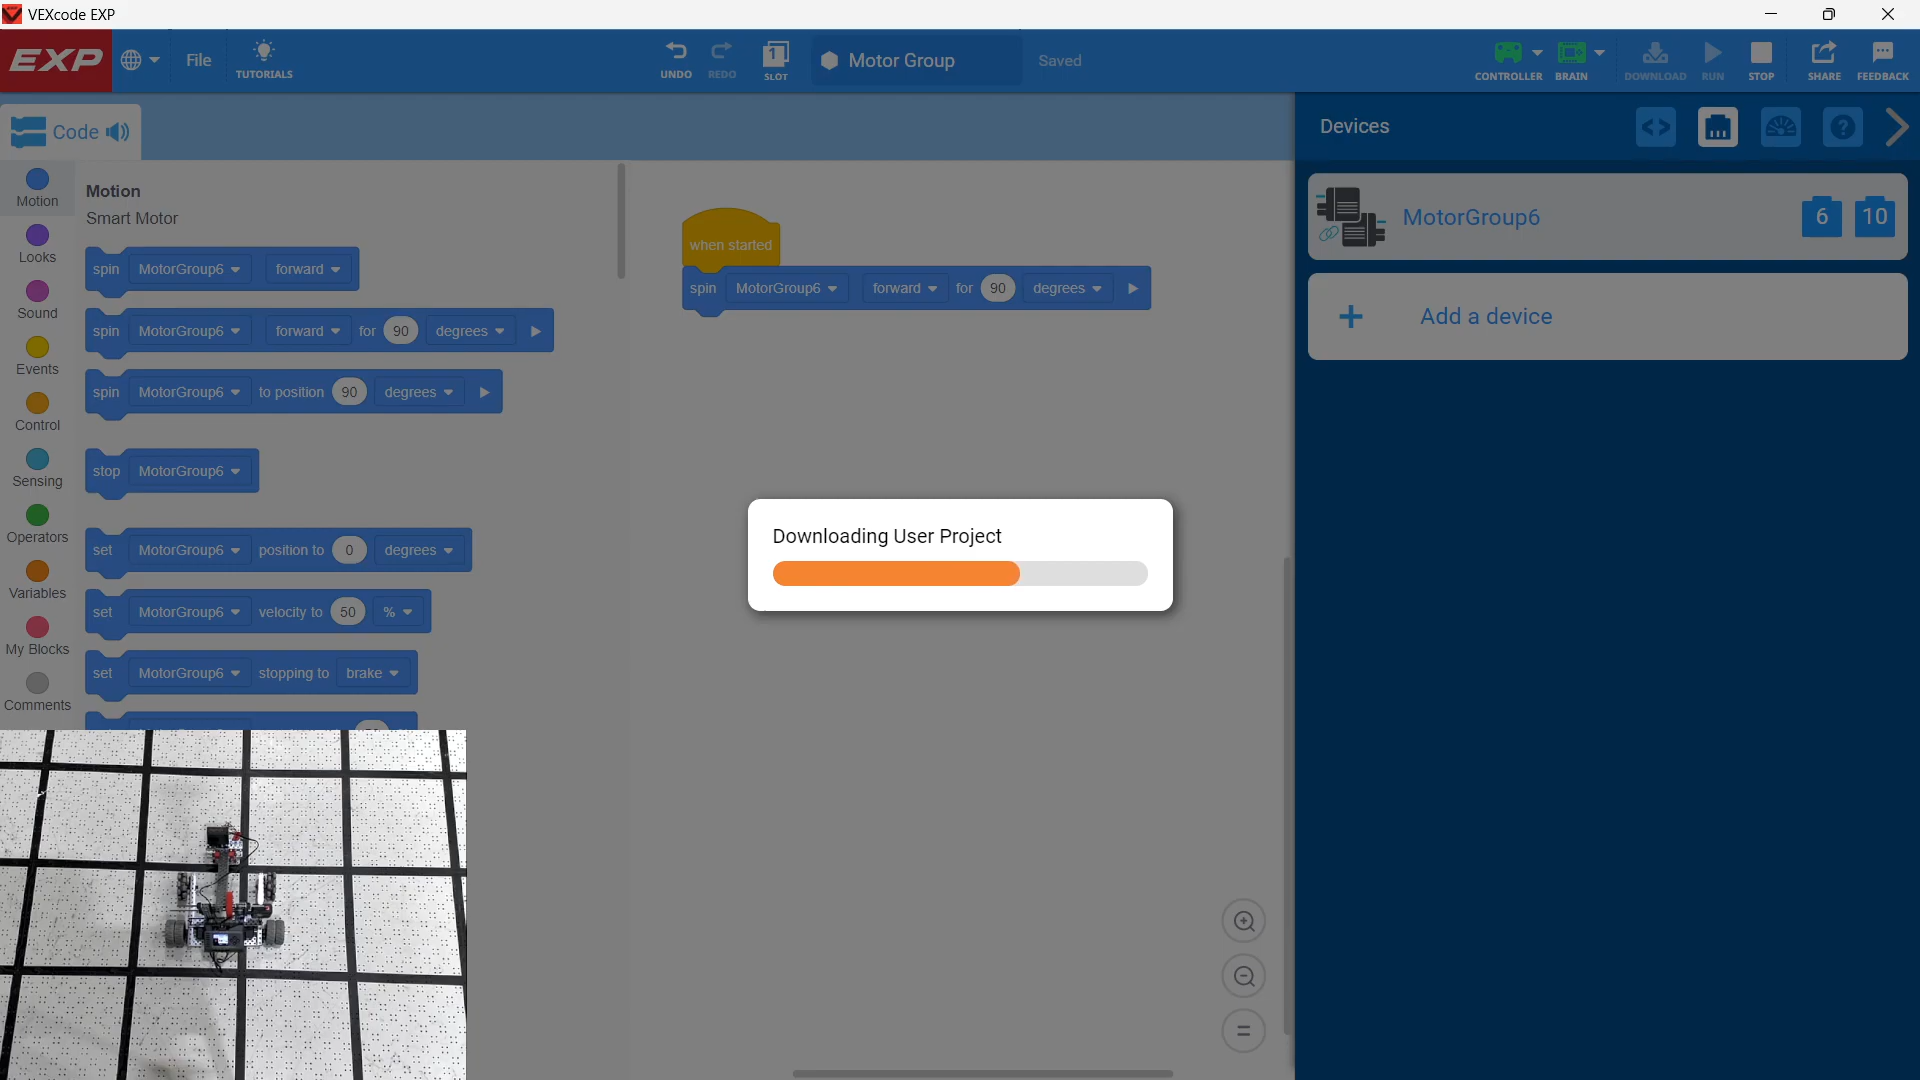 VEXcode EXP
EXP
File
TUTORIALS
UNDO
REDO
1
SLOT
Motor Group
Saved
CONTROLLER
BRAIN
DOWNLOAD
RUN
STOP
SHARE
FEEDBACK
Code
Devices
Motion
Looks
Sound
Events
Control
Sensing
Operators
Variables
My Blocks
Comments
Motion
Smart Motor
spin MotorGroup6 forward
spin MotorGroup6 forward for 90 degrees
spin MotorGroup6 to position 90 degrees
stop MotorGroup6
set MotorGroup6 position to 0 degrees
set MotorGroup6 velocity to 50 %
set MotorGroup6 stopping to brake
when started
spin MotorGroup6 forward for 90 degrees
Downloading User Project
MotorGroup6 6 10
+ Add a device